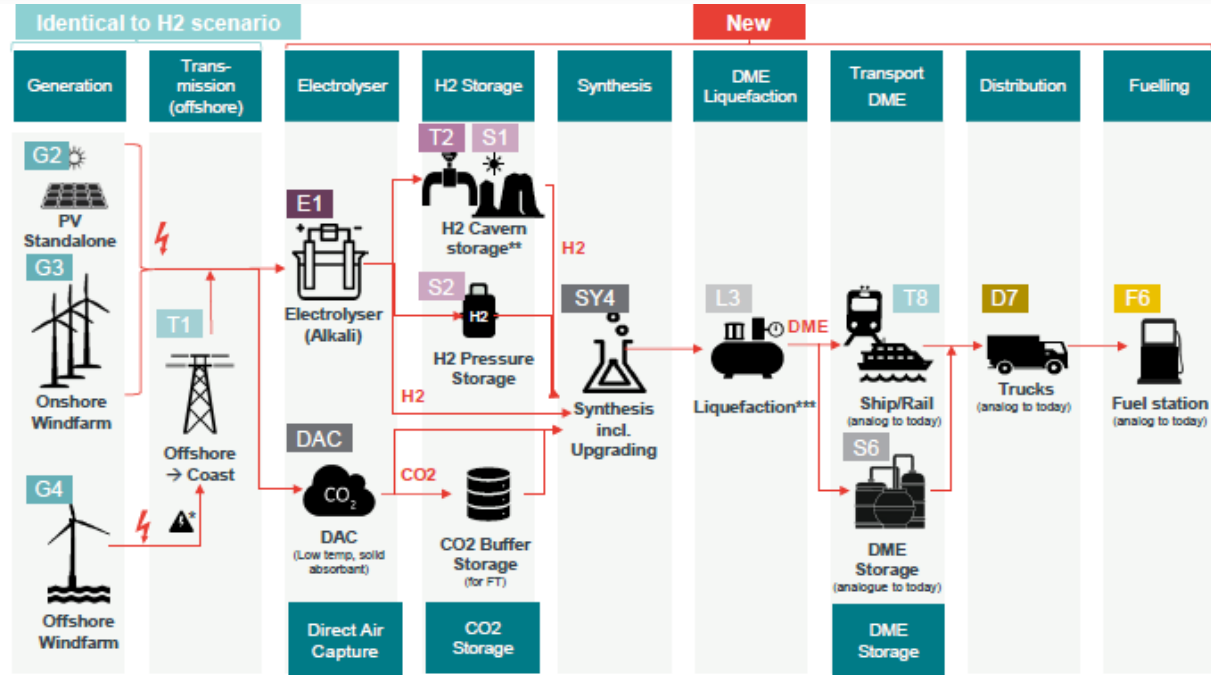 Identical to H2 scenario
New
Generation
Trans-
mission
(offshore)
Electrolyser
H2 Storage
Synthesis
DME
Liquefaction
Transport
DME
Distribution
Fuelling
G2
PV
Standalone
G3
Onshore
Windfarm
G4
Offshore
Windfarm
T1
Offshore
→ Coast
*
E1
+ -
Electrolyser
(Alkali)
DAC
CO2
DAC
(Low temp, solid
absorbant)
Direct Air
Capture
T2
S1
H2 Cavern
storage**
S2
H2
H2 Pressure
Storage
H2
H2
CO2
CO2 Buffer
Storage
(for FT)
CO2
Storage
SY4
Synthesis
incl.
Upgrading
L3
Liquefaction***
DME
T8
Ship/Rail
(analog to today)
S6
DME
Storage
(analogue to today)
DME
Storage
D7
Trucks
(analog to today)
F6
Fuel station
(analog to today)